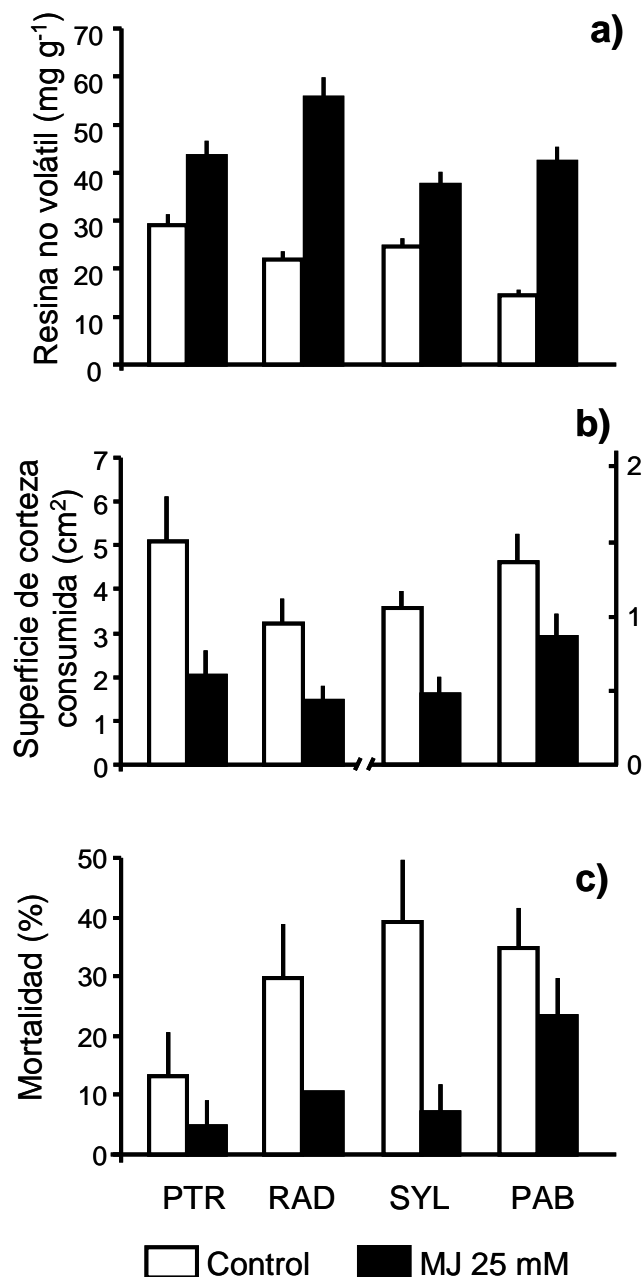 a)
Resina no volátil (mg g-1)
70
60
50
40
30
20
10
0
b)
Superficie de corteza
consumida (cm2)
7
6
5
4
3
2
1
0
2
1
0
c)
Mortalidad (%)
50
40
30
20
10
0
PTR RAD SYL PAB
Control MJ 25 mM